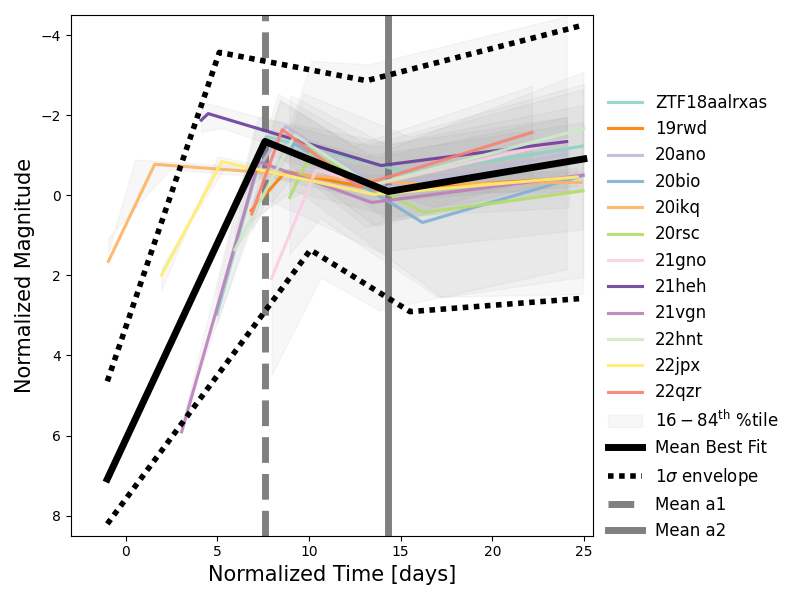 −4
−2
0
2
4
6
8
Normalized Magnitude
0
5
10
15
20
25
Normalized Time [days]
ZTF18aalrxas
19rwd
20ano
20bio
20ikq
20rsc
21gno
21heh
21vgn
22hnt
22jpx
22qzr
16 − 84th %tile
Mean Best Fit
1σ envelope
Mean a1
Mean a2